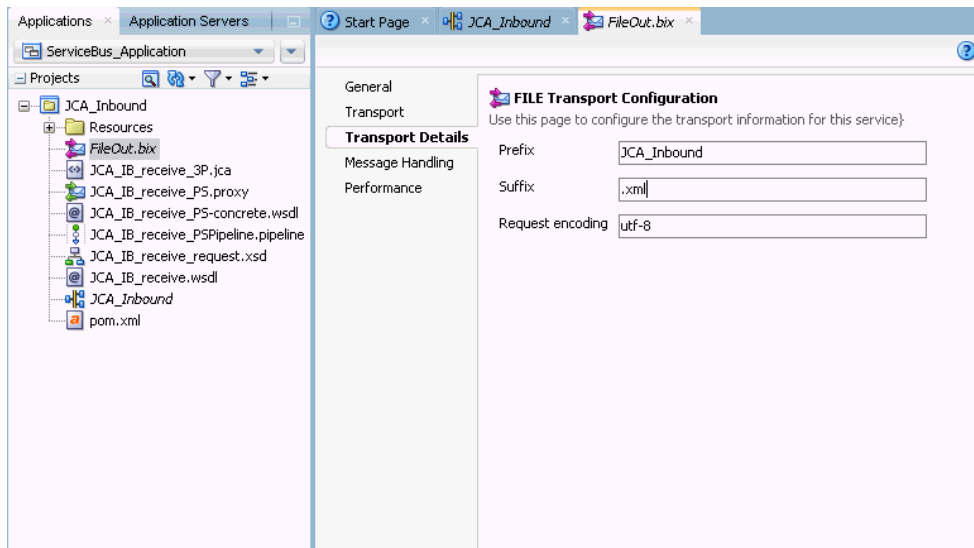 Applications
Application Servers
Start Page
JCA_Inbound
FileOut.bix
ServiceBus_Application
Projects
JCA_Inbound
Resources
FileOut.bix
JCA_IB_receive_3P.jca
JCA_IB_receive_PS.proxy
JCA_IB_receive_PS-concrete.wsdl
JCA_IB_receive_PSPipeline.pipeline
JCA_IB_receive_request.xsd
JCA_IB_receive.wsdl
JCA_Inbound
pom.xml
General
Transport
Transport Details
Message Handling
Performance
FILE Transport Configuration
Use this page to configure the transport information for this service}
Prefix JCA_Inbound
Suffix .xml
Request encoding utf-8